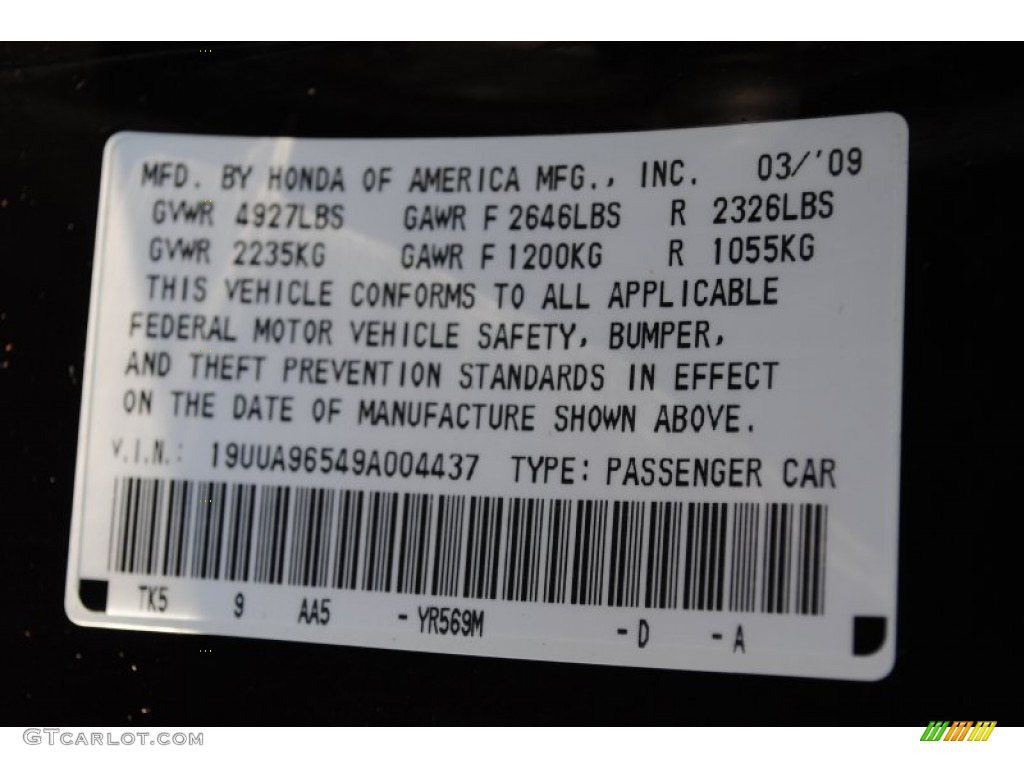 MFD. BY HONDA OF AMERICA MFG., INC. 03/'09
GVWR 4927LBS GAWR F 2646LBS R 2326LBS
GVWR 2235KG GAWR F 1200KG R 1055KG
THIS VEHICLE CONFORMS TO ALL APPLICABLE
FEDERAL MOTOR VEHICLE SAFETY, BUMPER,
AND THEFT PREVENTION STANDARDS IN EFFECT
ON THE DATE OF MANUFACTURE SHOWN ABOVE.
V.I.N.: 19UUA96549A004437 TYPE: PASSENGER CAR
TK5 9 AA5 - YR569M - D - A
GTCARLOT.COM